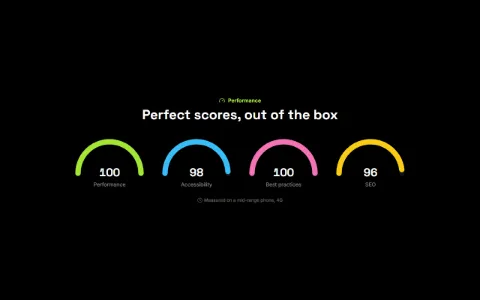 Performance
Perfect scores, out of the box
100
98
100
96
Performance
Accessibility
Best practices
SEO
Measured on a mid-range phone, 4G